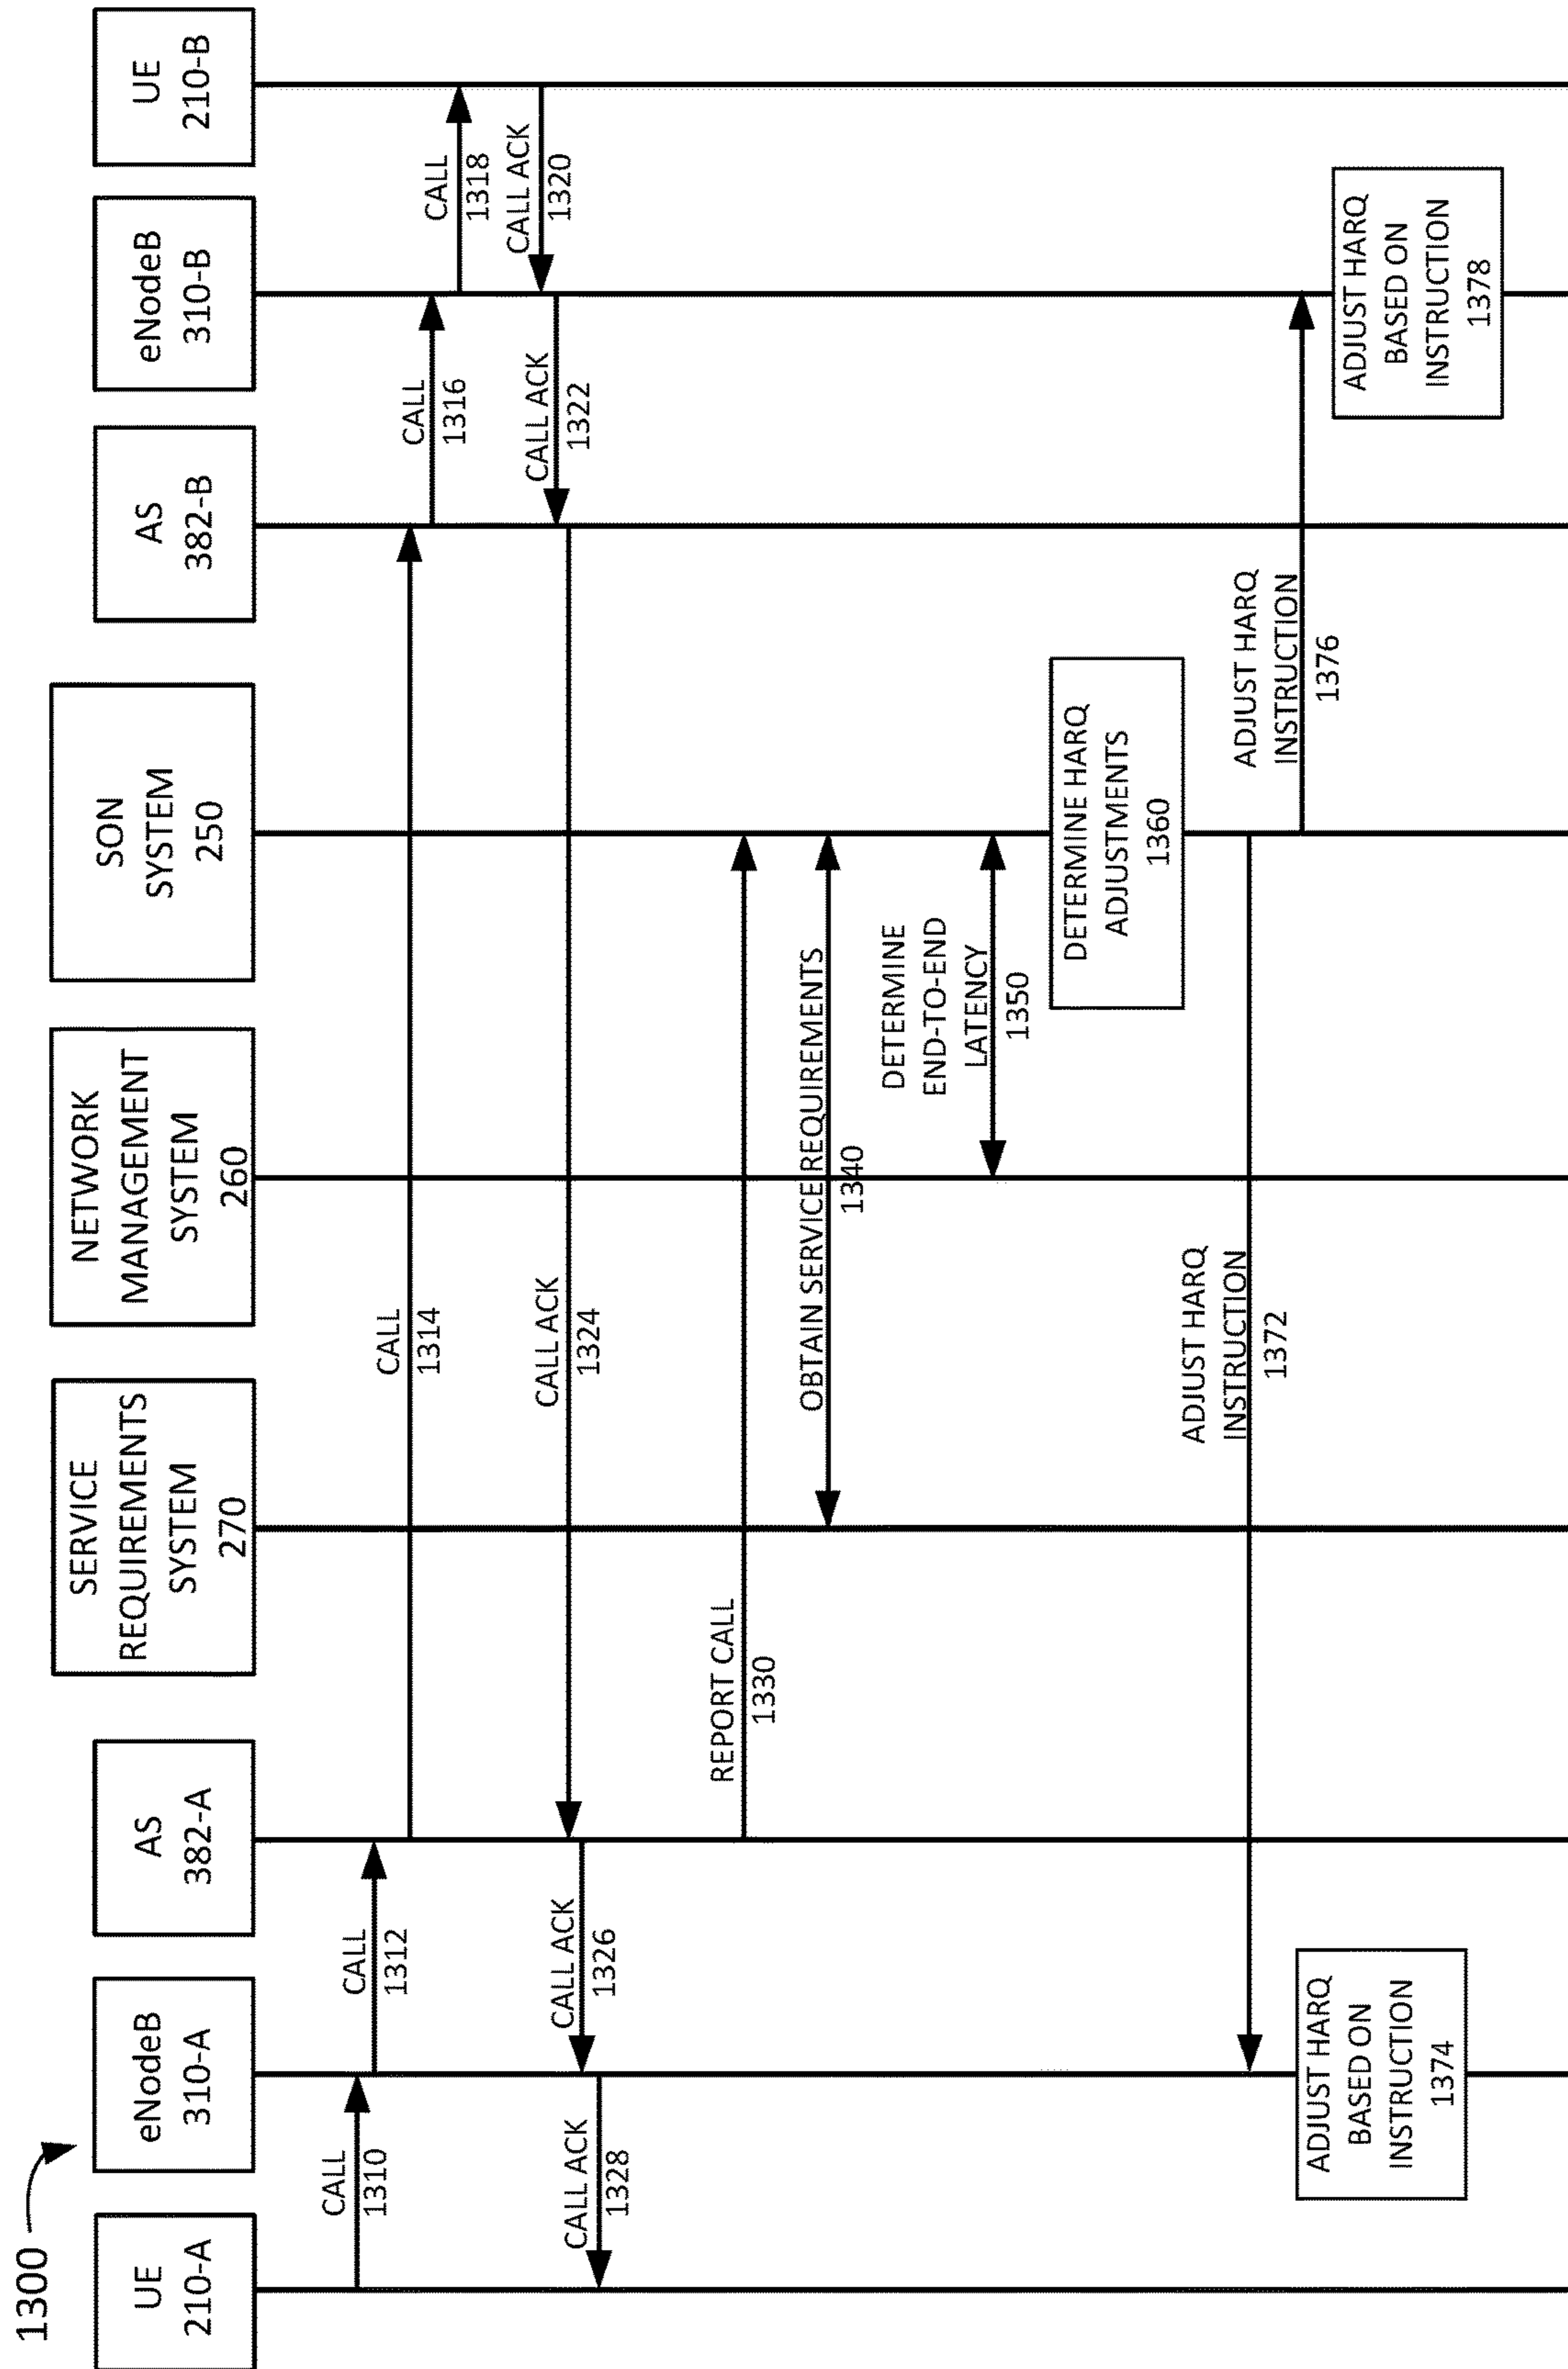 1300
UE
210-A
eNodeB
310-A
AS
382-A
SERVICE
REQUIREMENTS
SYSTEM
270
NETWORK
MANAGEMENT
SYSTEM
260
SON
SYSTEM
250
AS
382-B
eNodeB
310-B
UE
210-B
CALL
1310
CALL
1312
CALL
1314
CALL
1316
CALL
1318
CALL ACK
1320
CALL ACK
1322
CALL ACK
1324
CALL ACK
1326
CALL ACK
1328
REPORT CALL
1330
OBTAIN SERVICE REQUIREMENTS
1340
DETERMINE
END-TO-END
LATENCY
1350
DETERMINE HARQ
ADJUSTMENTS
1360
ADJUST HARQ
INSTRUCTION
1372
ADJUST HARQ
BASED ON
INSTRUCTION
1374
ADJUST HARQ
INSTRUCTION
1376
ADJUST HARQ
BASED ON
INSTRUCTION
1378